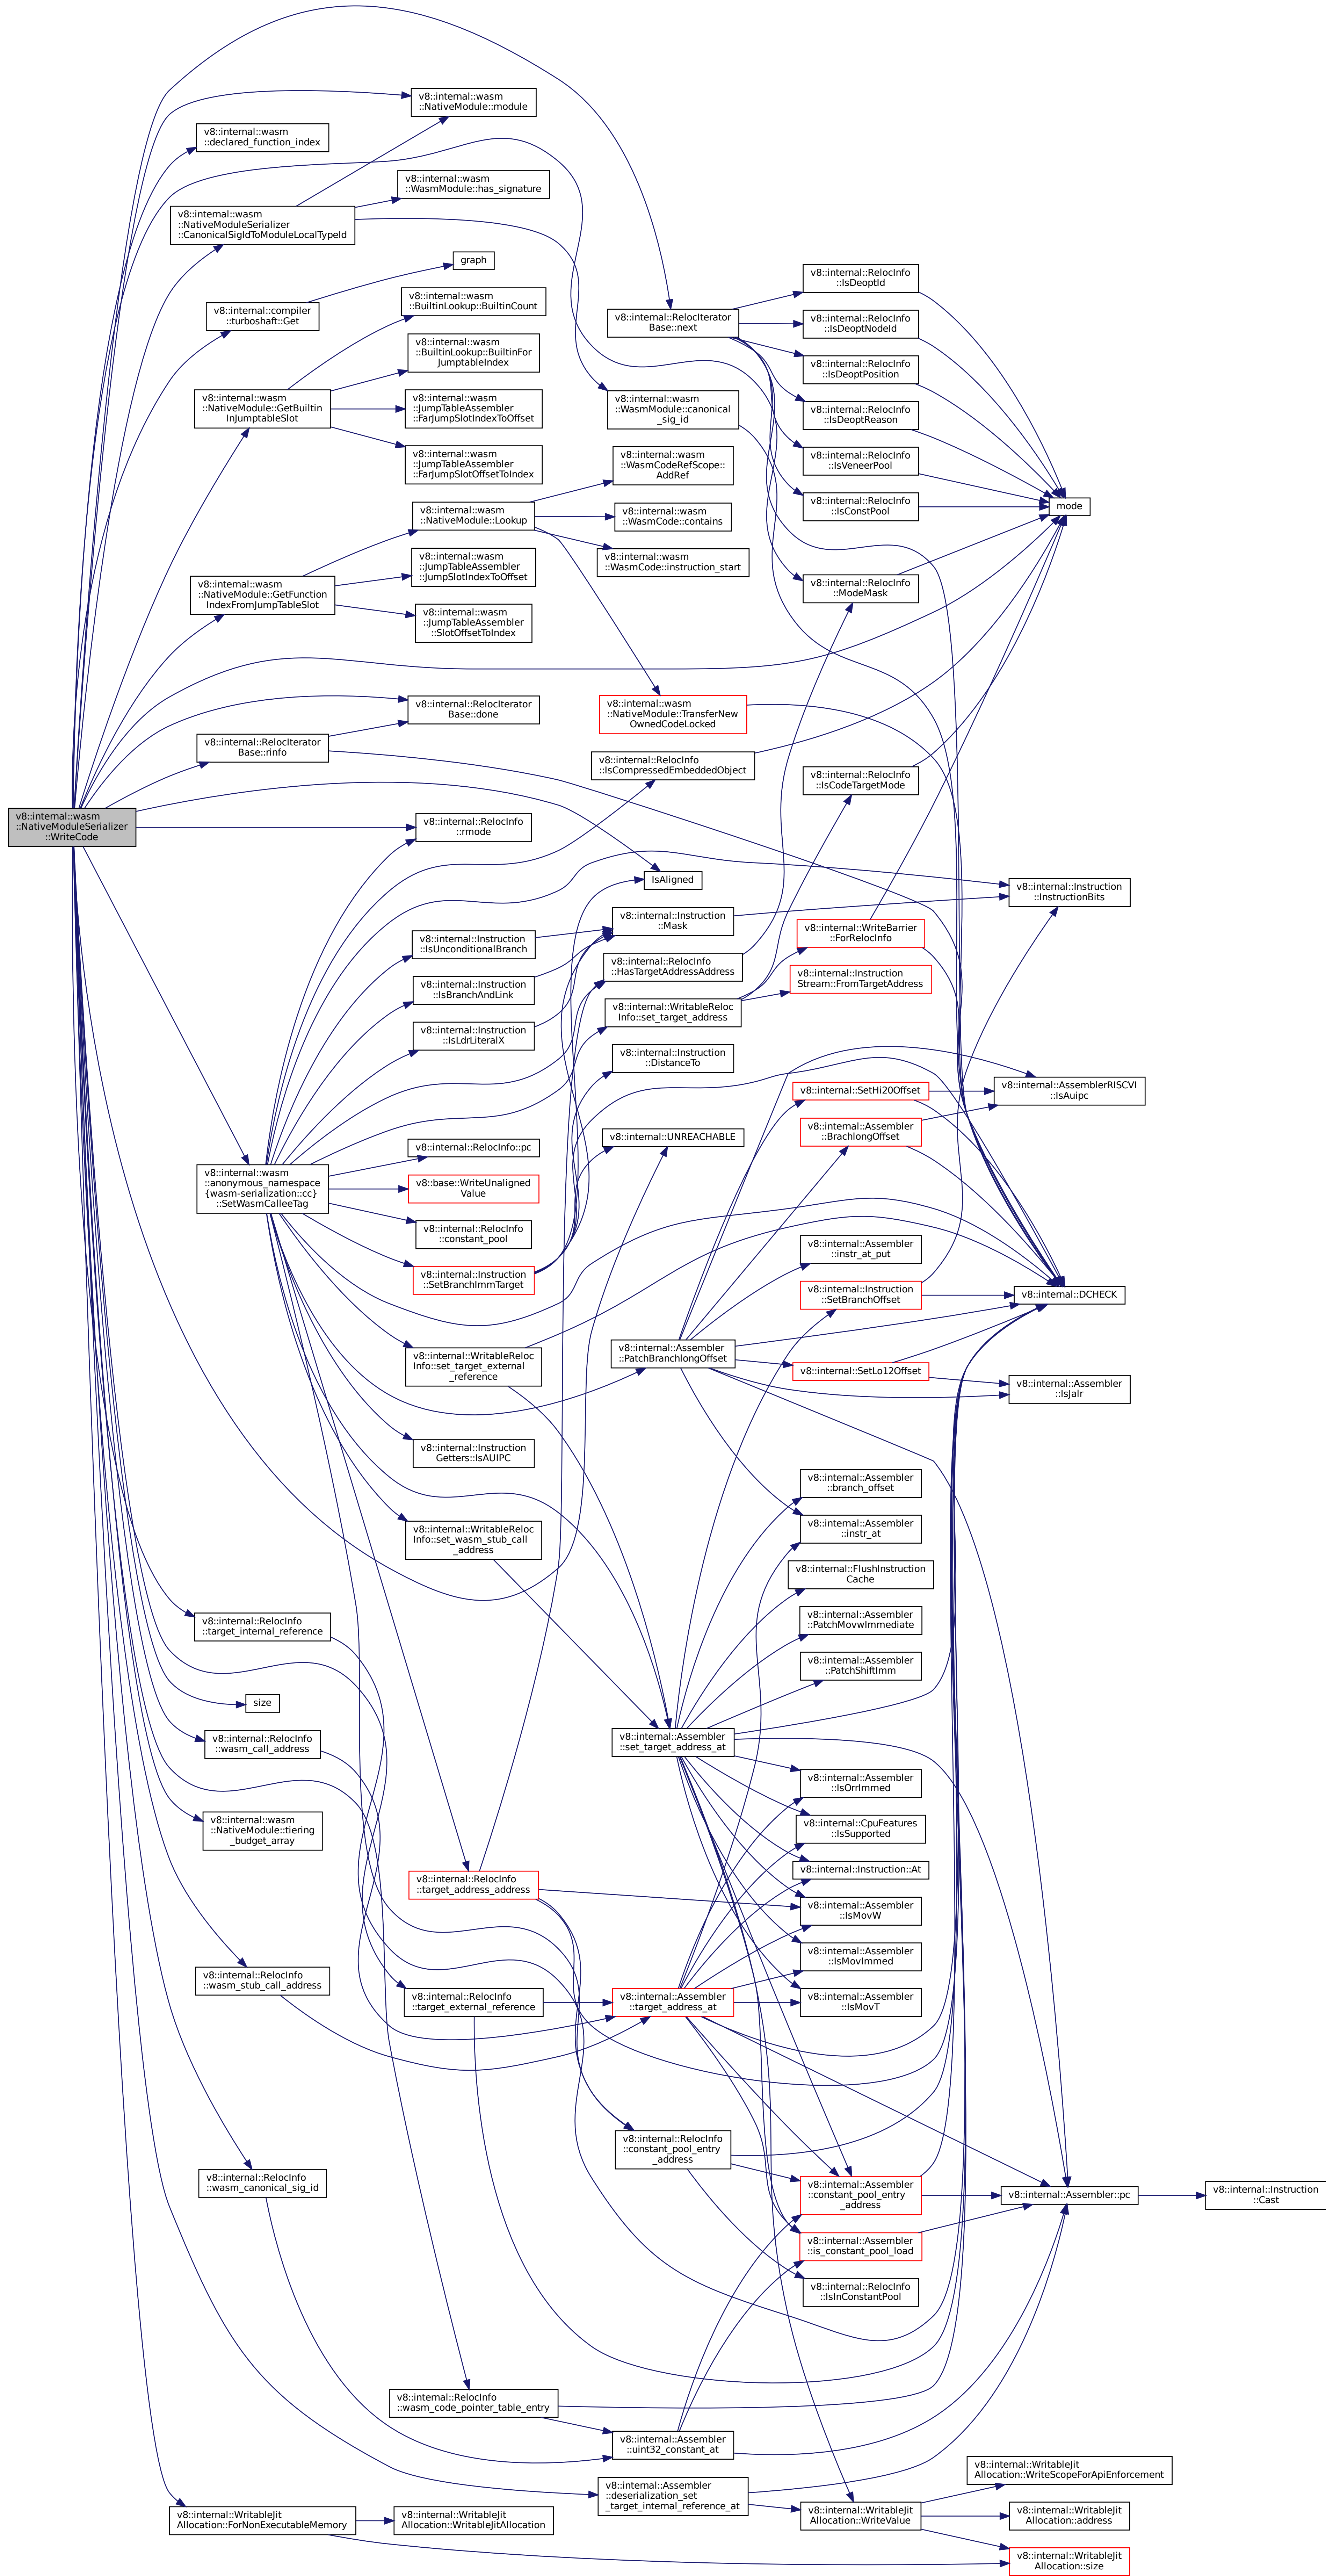 v8::internal::wasm
::NativeModuleSerializer
::WriteCode
v8::internal::wasm
::declared_function_index
v8::internal::wasm
::NativeModuleSerializer
::CanonicalSigIdToModuleLocalTypeId
v8::internal::compiler
::turboshaft::Get
v8::internal::wasm
::NativeModule::GetBuiltin
InJumptableSlot
v8::internal::wasm
::NativeModule::GetFunction
IndexFromJumpTableSlot
v8::internal::RelocIterator
Base::rinfo
v8::internal::wasm
::anonymous_namespace
{wasm-serialization::cc}
::SetWasmCalleeTag
v8::internal::RelocInfo
::target_internal_reference
size
v8::internal::RelocInfo
::wasm_call_address
v8::internal::wasm
::NativeModule::tiering
_budget_array
v8::internal::RelocInfo
::wasm_stub_call_address
v8::internal::RelocInfo
::wasm_canonical_sig_id
v8::internal::WritableJit
Allocation::ForNonExecutableMemory
v8::internal::wasm
::NativeModule::module
v8::internal::wasm
::WasmModule::has_signature
graph
v8::internal::wasm
::BuiltinLookup::BuiltinCount
v8::internal::wasm
::BuiltinLookup::BuiltinFor
JumptableIndex
v8::internal::wasm
::JumpTableAssembler
::FarJumpSlotIndexToOffset
v8::internal::wasm
::JumpTableAssembler
::FarJumpSlotOffsetToIndex
v8::internal::wasm
::NativeModule::Lookup
v8::internal::wasm
::JumpTableAssembler
::JumpSlotIndexToOffset
v8::internal::wasm
::JumpTableAssembler
::SlotOffsetToIndex
v8::internal::RelocIterator
Base::done
v8::internal::RelocInfo
::rmode
v8::internal::Instruction
::IsUnconditionalBranch
v8::internal::Instruction
::IsBranchAndLink
v8::internal::Instruction
::IsLdrLiteralX
v8::internal::RelocInfo::pc
v8::base::WriteUnaligned
Value
v8::internal::RelocInfo
::constant_pool
v8::internal::Instruction
::SetBranchImmTarget
v8::internal::WritableReloc
Info::set_target_external
_reference
v8::internal::Instruction
Getters::IsAUIPC
v8::internal::WritableReloc
Info::set_wasm_stub_call
_address
v8::internal::RelocInfo
::target_address_address
v8::internal::RelocInfo
::target_external_reference
v8::internal::RelocInfo
::wasm_code_pointer_table_entry
v8::internal::WritableJit
Allocation::WritableJitAllocation
v8::internal::RelocIterator
Base::next
v8::internal::wasm
::WasmModule::canonical
_sig_id
v8::internal::wasm
::WasmCodeRefScope::
AddRef
v8::internal::wasm
::WasmCode::contains
v8::internal::wasm
::WasmCode::instruction_start
v8::internal::wasm
::NativeModule::TransferNew
OwnedCodeLocked
v8::internal::RelocInfo
::IsCompressedEmbeddedObject
IsAligned
v8::internal::Instruction
::Mask
v8::internal::RelocInfo
::HasTargetAddressAddress
v8::internal::WritableReloc
Info::set_target_address
v8::internal::Instruction
::DistanceTo
v8::internal::UNREACHABLE
v8::internal::Assembler
::PatchBranchlongOffset
v8::internal::Assembler
::set_target_address_at
v8::internal::Assembler
::target_address_at
v8::internal::RelocInfo
::constant_pool_entry
_address
v8::internal::Assembler
::uint32_constant_at
v8::internal::Assembler
::deserialization_set
_target_internal_reference_at
v8::internal::RelocInfo
::IsDeoptId
v8::internal::RelocInfo
::IsDeoptNodeId
v8::internal::RelocInfo
::IsDeoptPosition
v8::internal::RelocInfo
::IsDeoptReason
v8::internal::RelocInfo
::IsVeneerPool
v8::internal::RelocInfo
::IsConstPool
v8::internal::RelocInfo
::ModeMask
v8::internal::RelocInfo
::IsCodeTargetMode
v8::internal::WriteBarrier
::ForRelocInfo
v8::internal::Instruction
Stream::FromTargetAddress
v8::internal::SetHi20Offset
v8::internal::Assembler
::BrachlongOffset
v8::internal::Assembler
::instr_at_put
v8::internal::Instruction
::SetBranchOffset
v8::internal::SetLo12Offset
v8::internal::Assembler
::branch_offset
v8::internal::Assembler
::instr_at
v8::internal::FlushInstruction
Cache
v8::internal::Assembler
::PatchMovwImmediate
v8::internal::Assembler
::PatchShiftImm
v8::internal::Assembler
::IsOrrImmed
v8::internal::CpuFeatures
::IsSupported
v8::internal::Instruction::At
v8::internal::Assembler
::IsMovW
v8::internal::Assembler
::IsMovImmed
v8::internal::Assembler
::IsMovT
v8::internal::Assembler
::constant_pool_entry
_address
v8::internal::Assembler
::is_constant_pool_load
v8::internal::RelocInfo
::IsInConstantPool
v8::internal::WritableJit
Allocation::WriteValue
mode
v8::internal::Instruction
::InstructionBits
v8::internal::AssemblerRISCVI
::IsAuipc
v8::internal::DCHECK
v8::internal::Assembler
::IsJalr
v8::internal::Assembler::pc
v8::internal::WritableJit
Allocation::WriteScopeForApiEnforcement
v8::internal::WritableJit
Allocation::address
v8::internal::WritableJit
Allocation::size
v8::internal::Instruction
::Cast